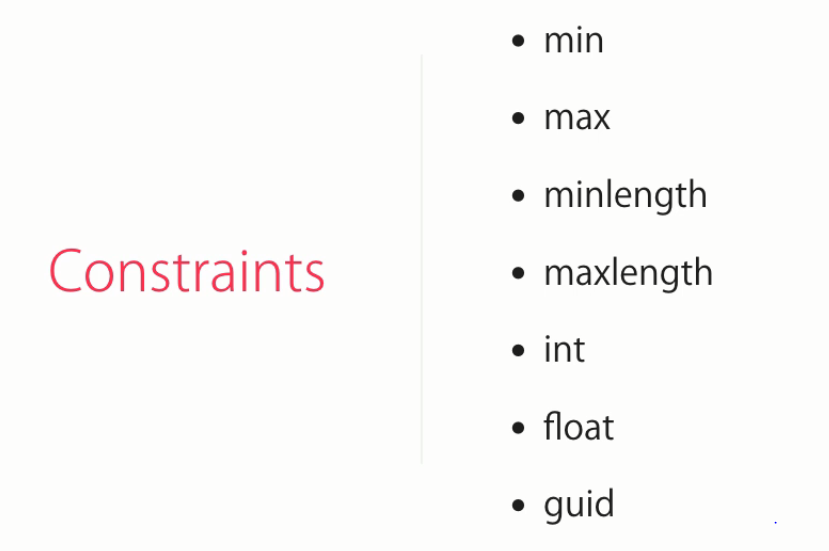 Constraints
• min
• max
• minlength
• maxlength
• int
• float
• guid